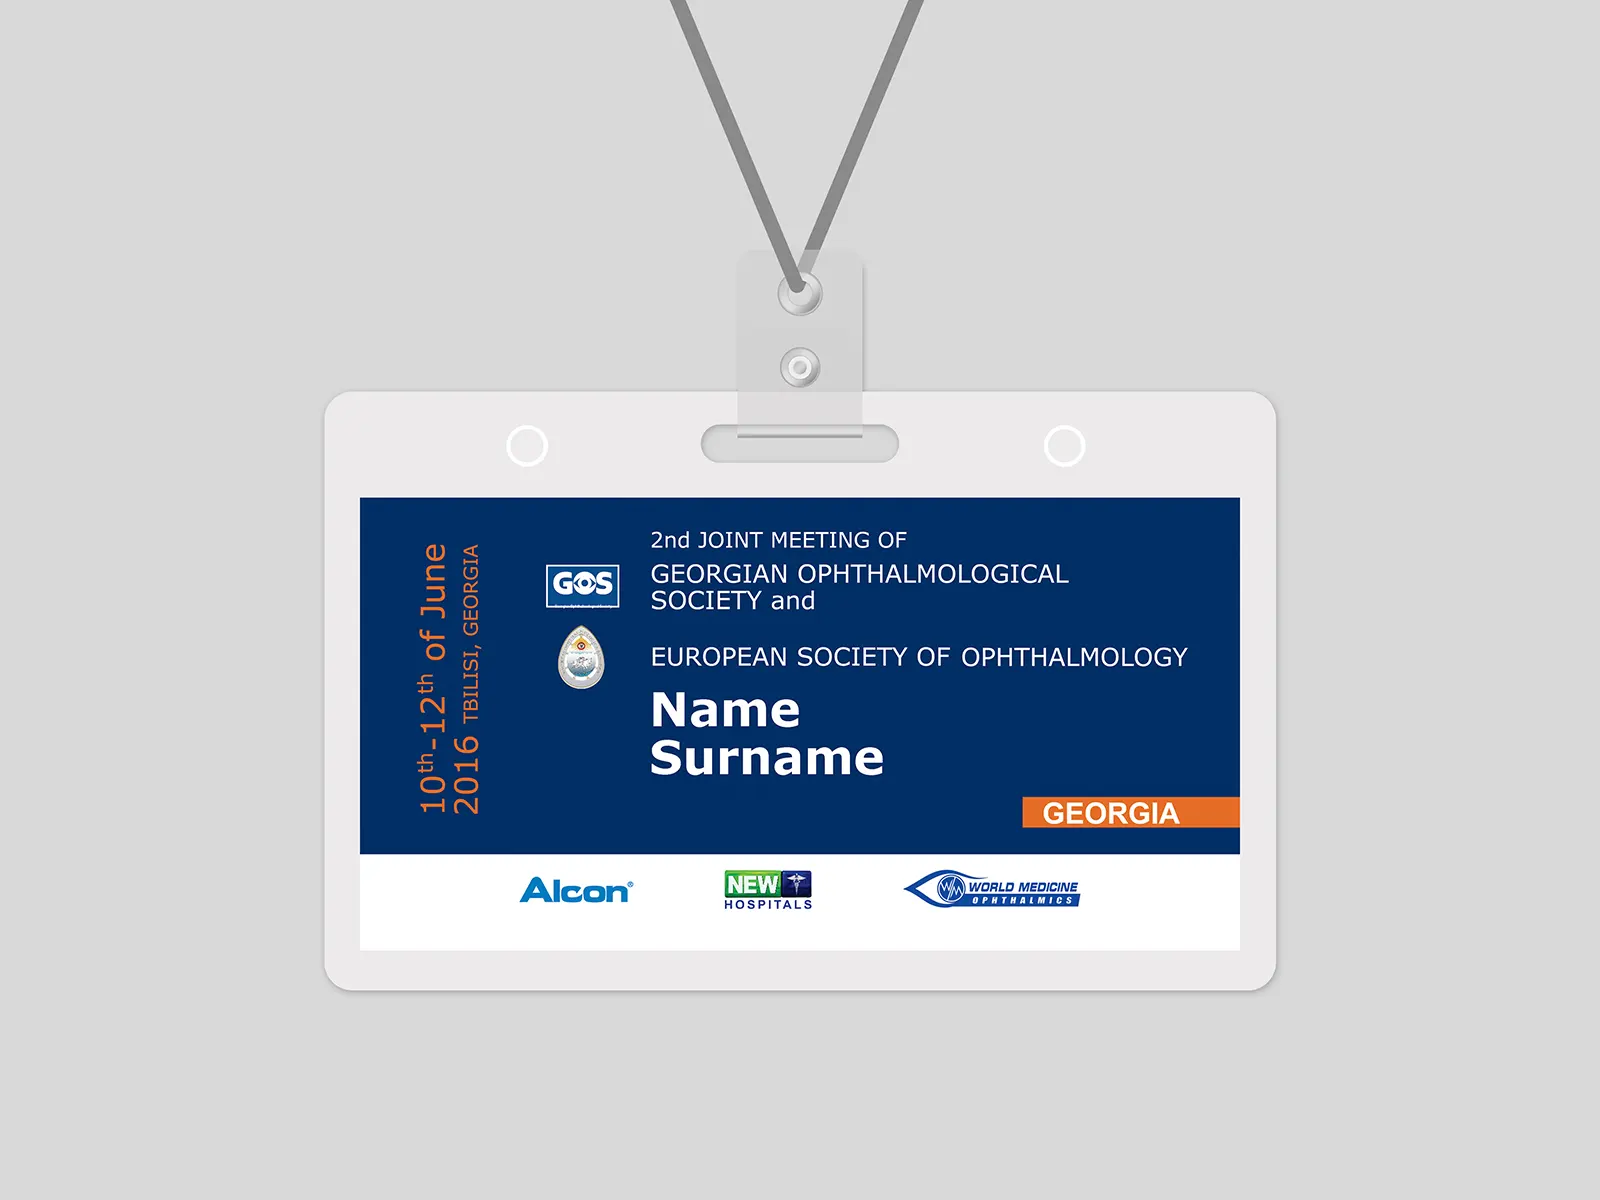 10th-12th of June
2016 TBILISI, GEORGIA
2nd JOINT MEETING OF
GEORGIAN OPHTHALMOLOGICAL
SOCIETY and
GOS
EUROPEAN SOCIETY OF OPHTHALMOLOGY
Name
Surname
GEORGIA
Alcon®
NEW
HOSPITALS
WM WORLD MEDICINE
OPHTHALMICS